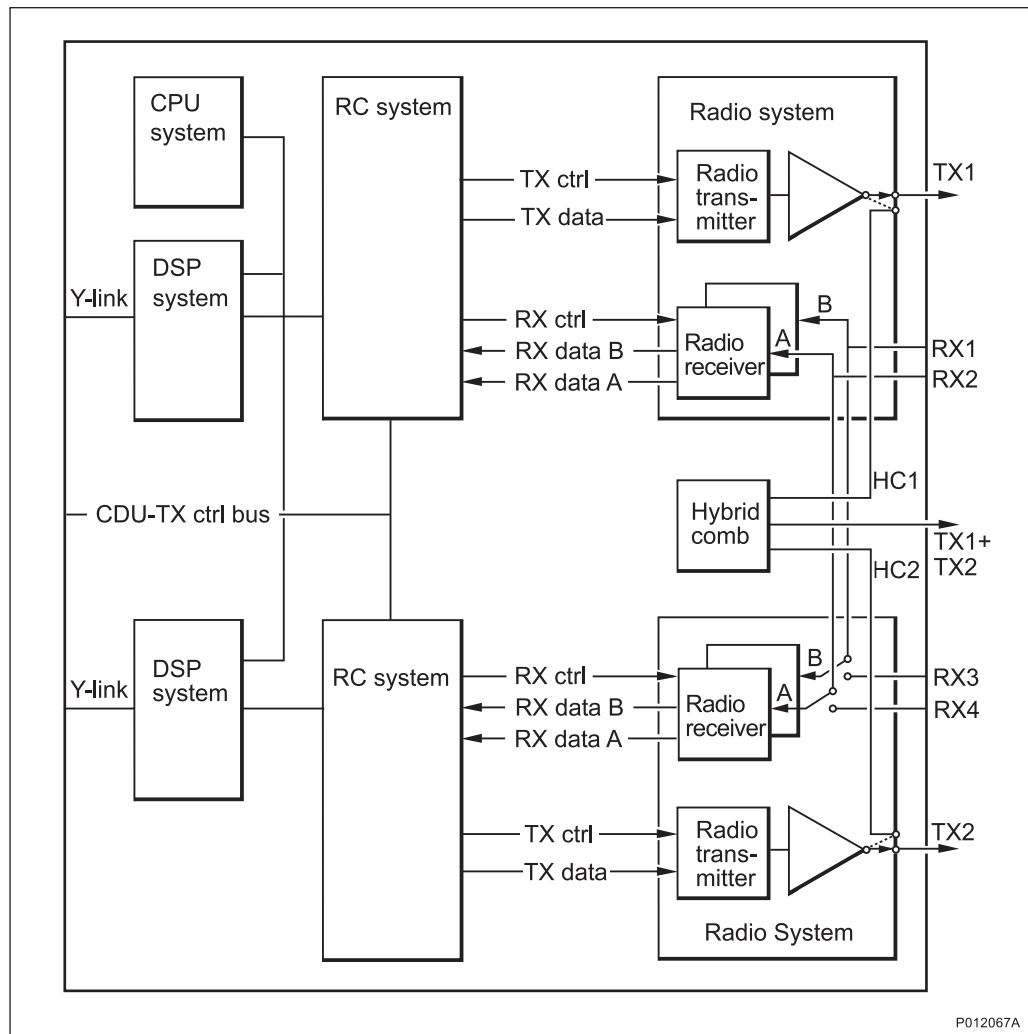 CPU
system
RC system
Radio system
TX1
Radio
trans-
mitter
TX ctrl
TX data
DSP
system
Y-link
RX ctrl
RX data B
RX data A
Radio
receiver
B
A
RX1
RX2
HC1
CDU-TX ctrl bus
Hybrid
comb
TX1+
TX2
HC2
DSP
system
Y-link
RC system
RX ctrl
RX data B
RX data A
Radio
receiver
B
A
RX3
RX4
TX ctrl
TX data
Radio
trans-
mitter
TX2
Radio System
P012067A